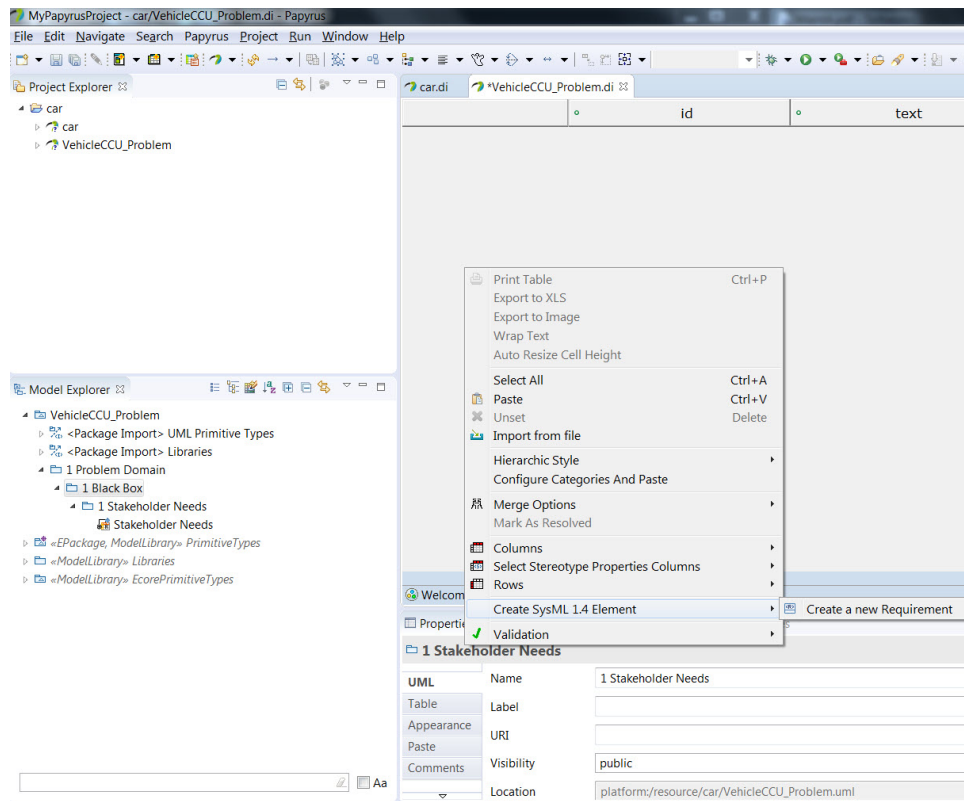 MyPapyrusProject - car/VehicleCCU_Problem.di - Papyrus
File Edit Navigate Search Papyrus Project Run Window Help
Project Explorer
car
car
VehicleCCU_Problem
car.di
*VehicleCCU_Problem.di
id
text
Print Table Ctrl+P
Export to XLS
Export to Image
Wrap Text
Auto Resize Cell Height
Select All Ctrl+A
Paste Ctrl+V
Unset Delete
Import from file
Hierarchic Style
Configure Categories And Paste
Merge Options
Mark As Resolved
Columns
Select Stereotype Properties Columns
Rows
Create SysML 1.4 Element
Create a new Requirement
Validation
Model Explorer
VehicleCCU_Problem
<Package Import> UML Primitive Types
<Package Import> Libraries
1 Problem Domain
1 Black Box
1 Stakeholder Needs
Stakeholder Needs
«EPackage, ModelLibrary» PrimitiveTypes
«ModelLibrary» Libraries
«ModelLibrary» EcorePrimitiveTypes
Aa
Welcom
Properti
1 Stakeholder Needs
UML
Table
Appearance
Paste
Comments
Name 1 Stakeholder Needs
Label
URI
Visibility public
Location platform:/resource/car/VehicleCCU_Problem.uml